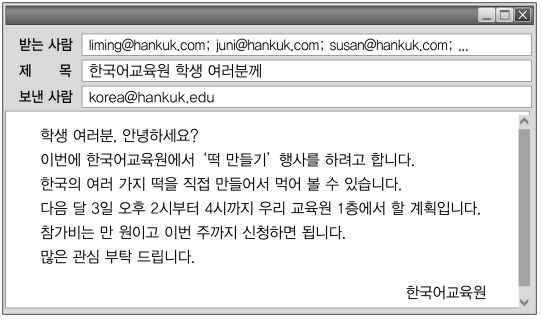 받는 사람 liming@hankuk.com; juni@hankuk.com; susan@hankuk.com; ...
제 목 한국어교육원 학생 여러분께
보낸 사람 korea@hankuk.edu
학생 여러분, 안녕하세요?
이번에 한국어교육원에서 ‘떡 만들기’ 행사를 하려고 합니다.
한국의 여러 가지 떡을 직접 만들어서 먹어 볼 수 있습니다.
다음 달 3일 오후 2시부터 4시까지 우리 교육원 1층에서 할 계획입니다.
참가비는 만 원이고 이번 주까지 신청하면 됩니다.
많은 관심 부탁 드립니다.
한국어교육원